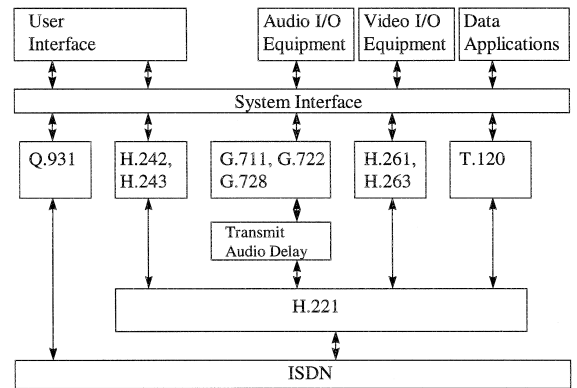 User
Interface
Audio I/O
Equipment
Video I/O
Equipment
Data
Applications
System Interface
Q.931
H.242,
H.243
G.711, G.722
G.728
H.261,
H.263
T.120
Transmit
Audio Delay
H.221
ISDN